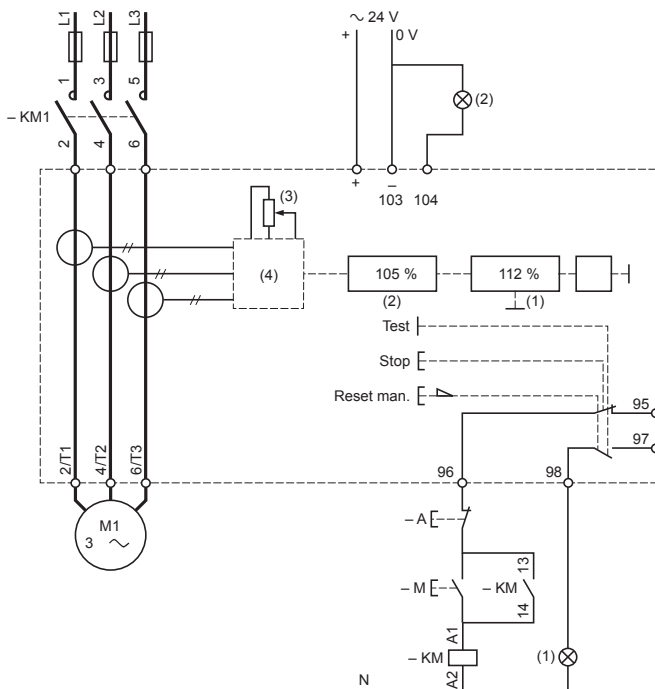 L1 L2 L3
∼ 24 V
+ 0 V
1 3 5
(2)
– KM1
2 4 6
+ – 
103 104
(3)
(4)
105 %
112 %
(2)
(1)
Test
Stop
Reset man.
95
97
2/T1 4/T2 6/T3
96 98
M1
3 ∼
– A
13
– M
– KM
14
A1
– KM
(1)
N
A2